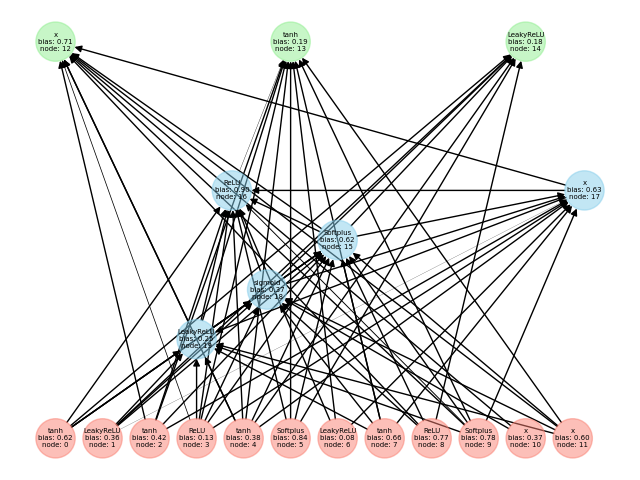 x
bias: 0.71
node: 12
tanh
bias: 0.19
node: 13
LeakyReLU
bias: 0.18
node: 14
ReLU
bias: 0.90
node: 16
x
bias: 0.63
node: 17
Softplus
bias: 0.62
node: 15
sigmoid
bias: 0.37
node: 18
LeakyReLU
bias: 0.25
node: 19
tanh
bias: 0.62
node: 0
LeakyReLU
bias: 0.36
node: 1
tanh
bias: 0.42
node: 2
ReLU
bias: 0.13
node: 3
tanh
bias: 0.38
node: 4
Softplus
bias: 0.84
node: 5
LeakyReLU
bias: 0.08
node: 6
tanh
bias: 0.66
node: 7
ReLU
bias: 0.77
node: 8
Softplus
bias: 0.78
node: 9
x
bias: 0.37
node: 10
x
bias: 0.60
node: 11